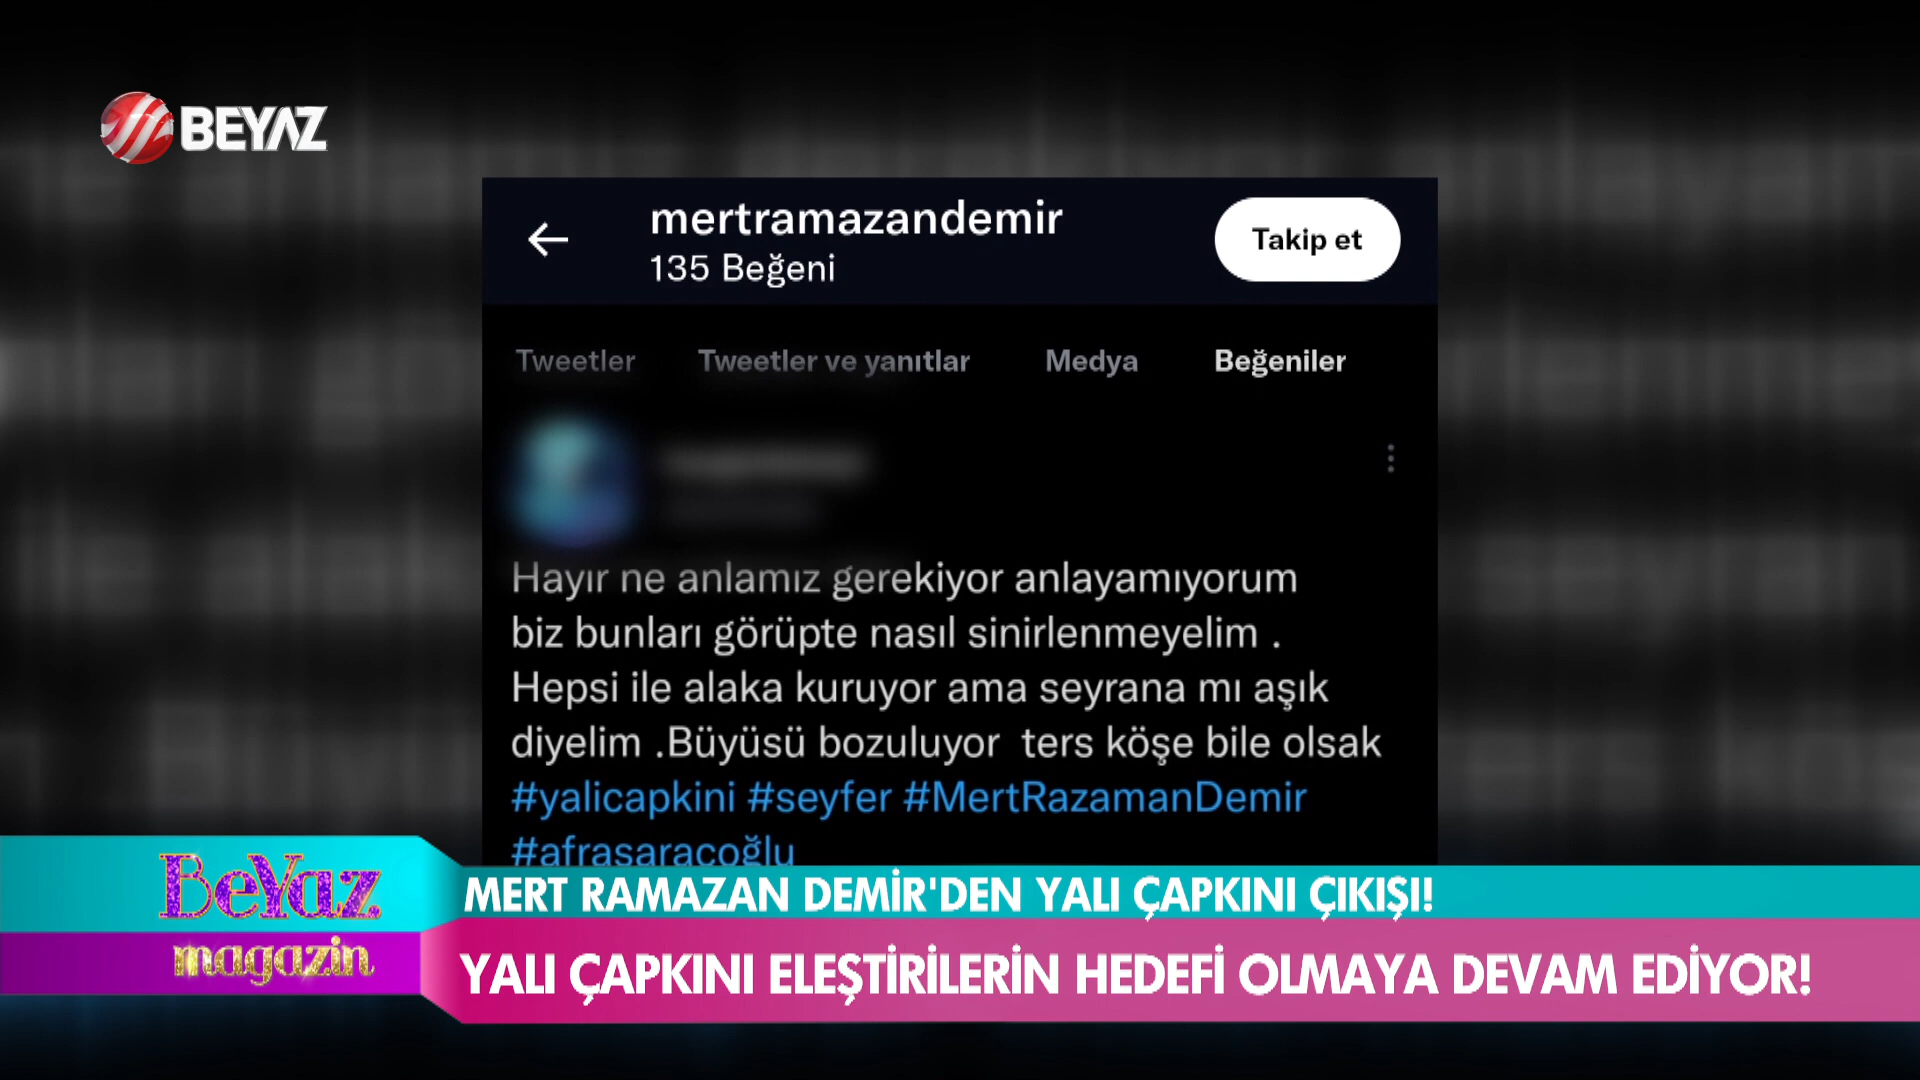 BEYAZ
mertramazandemir
135 Beğeni
Takip et
Tweetler Tweetler ve yanıtlar Medya Beğeniler
Hayır ne anlamız gerekiyor anlayamıyorum
biz bunları görüpte nasıl sinirlenmeyelim .
Hepsi ile alaka kuruyor ama seyrana mı aşık
diyelim .Büyüsü bozuluyor ters köşe bile olsak
#yalicapkini #seyfer #MertRazamanDemir
#afrasaracoğlu
BeYaz
magazin
MERT RAMAZAN DEMİR'DEN YALI ÇAPKINI ÇIKIŞI!
YALI ÇAPKINI ELEŞTİRİLERİN HEDEFİ OLMAYA DEVAM EDİYOR!